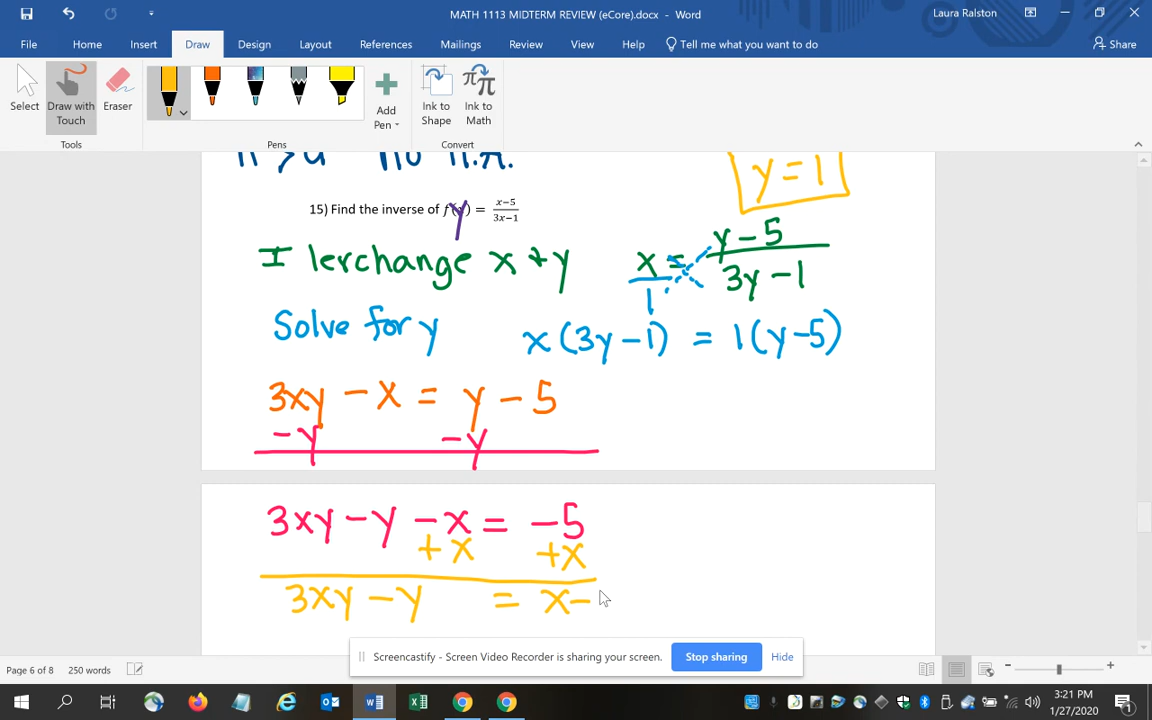 MATH 1113 MIDTERM REVIEW (eCore).docx - Word
Laura Ralston
File Home Insert Draw Design Layout References Mailings Review View Help Tell me what you want to do Share
Select
Draw with Touch
Eraser
Add Pen
Ink to Shape
Ink to Math
Tools
Pens
Convert
y = 1
15) Find the inverse of f y = x−5 / 3x−1
I lerchange x + y
x / 1 = y − 5 / 3y − 1
Solve for y
x(3y − 1) = 1(y − 5)
3xy − x = y − 5
− y − y
3xy − y − x = −5
+ x + x
3xy − y = x −
Screencastify - Screen Video Recorder is sharing your screen.
Stop sharing
Hide
Page 6 of 8
250 words
3:21 PM
1/27/2020